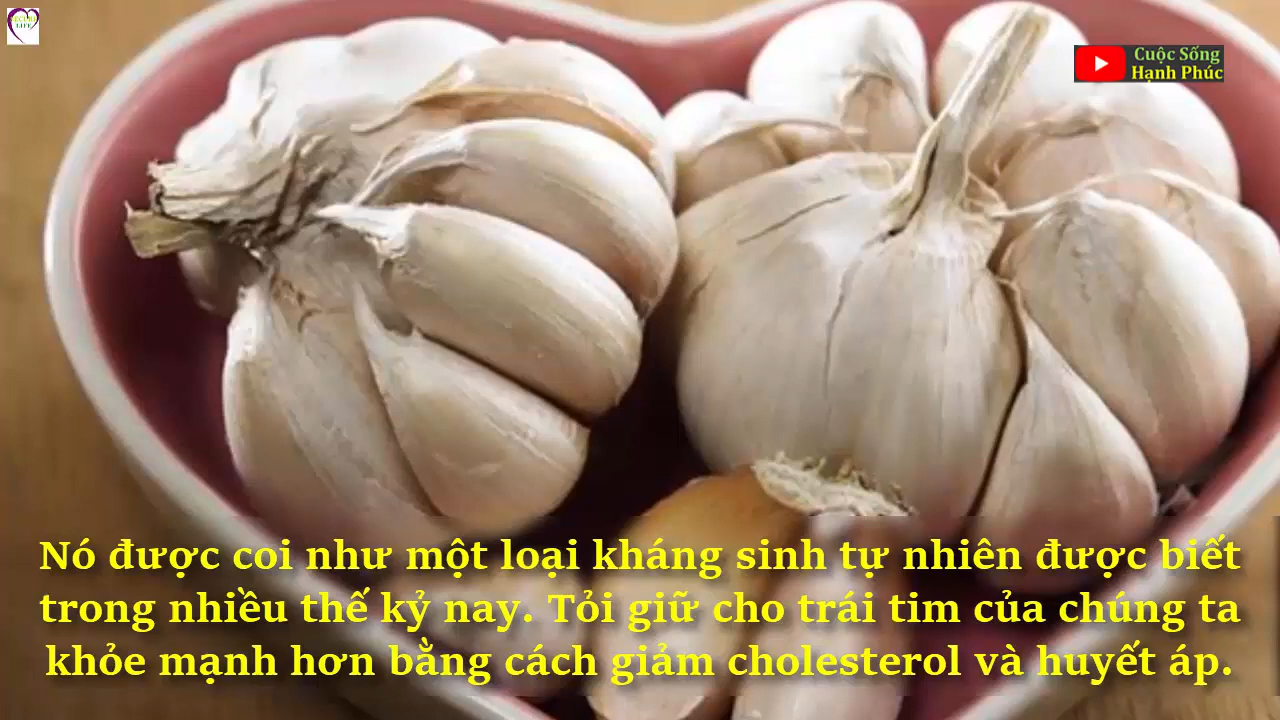 Cuộc Sống
Hạnh Phúc
Nó được coi như một loại kháng sinh tự nhiên được biết
trong nhiều thế kỷ nay. Tỏi giữ cho trái tim của chúng ta
khỏe mạnh hơn bằng cách giảm cholesterol và huyết áp.